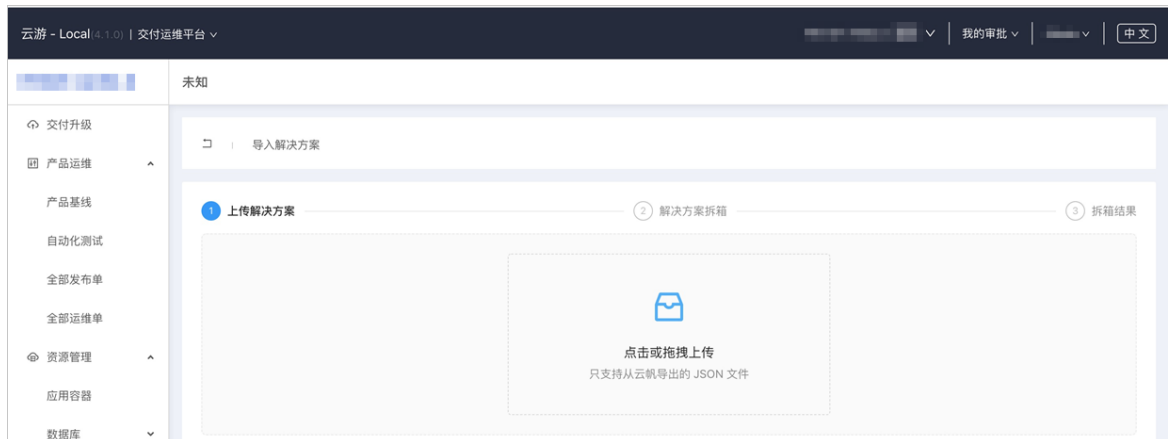 云游 - Local(4.1.0) | 交付运维平台
我的审批
中文
未知
交付升级
导入解决方案
产品运维
产品基线
1 上传解决方案
2 解决方案拆箱
3 拆箱结果
自动化测试
全部发布单
全部运维单
资源管理
点击或拖拽上传
只支持从云帆导出的 JSON 文件
应用容器
数据库